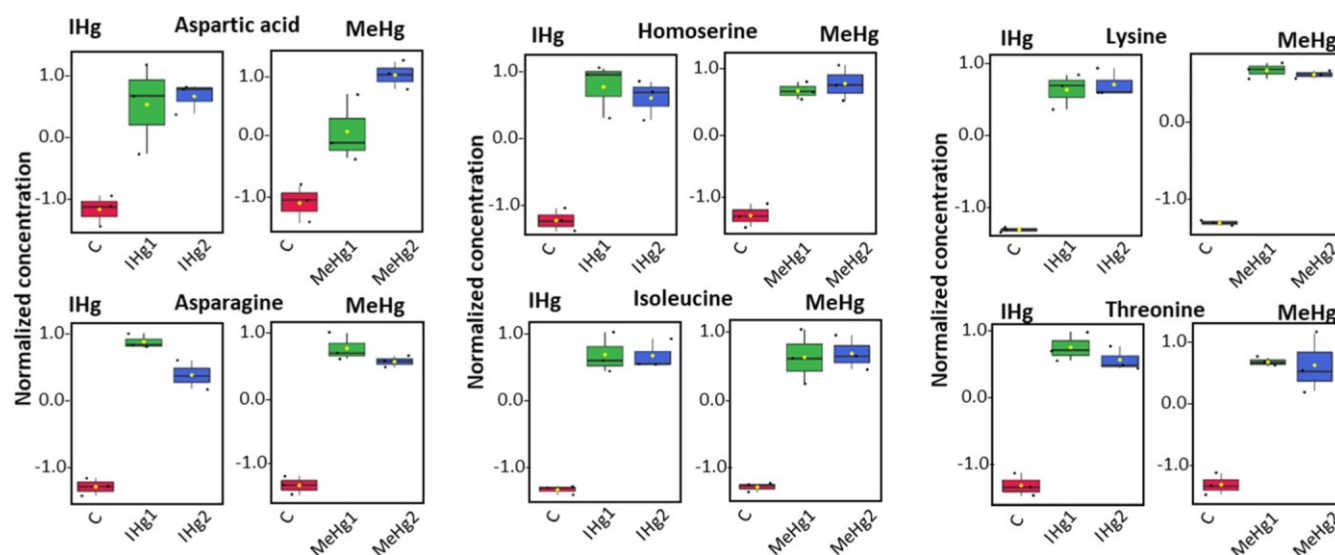 IHg Aspartic acid MeHg
Normalized concentration
1.0
0.0
-1.0
C IHg1 IHg2
1.0
0.0
-1.0
C MeHg1 MeHg2
IHg Asparagine MeHg
1.0
0.0
-1.0
C IHg1 IHg2
1.0
0.0
-1.0
C MeHg1 MeHg2
IHg Homoserine MeHg
Normalized concentration
1.0
0.0
-1.0
C IHg1 IHg2
1.0
0.0
-1.0
C MeHg1 MeHg2
IHg Isoleucine MeHg
1.0
0.0
-1.0
C IHg1 IHg2
1.0
0.0
-1.0
C MeHg1 MeHg2
IHg Lysine MeHg
Normalized concentration
1.0
0.0
-1.0
C IHg1 IHg2
0.0
-1.0
C MeHg1 MeHg2
IHg Threonine MeHg
1.0
0.0
-1.0
C IHg1 IHg2
1.0
0.0
-1.0
C MeHg1 MeHg2